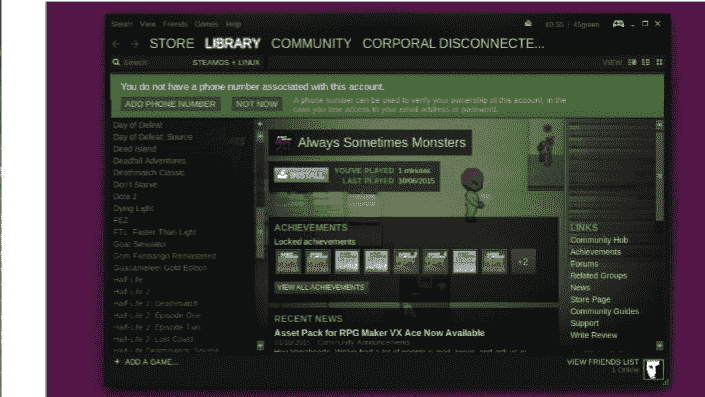 Steam View Friends Games Help
£0.50 | 45green
STORE LIBRARY COMMUNITY CORPORAL DISCONNECTE...
Search STEAMOS + LINUX VIEW
You do not have a phone number associated with this account.
ADD PHONE NUMBER NOT NOW
A phone number can be used to verify your ownership of this account, in the
case you lose access to your email address or password.
Day of Defeat
Day of Defeat: Source
Dead Island
Deadfall Adventures
Deathmatch Classic
Don't Starve
Dota 2
Dying Light
FEZ
FTL: Faster Than Light
Goat Simulator
Grim Fandango Remastered
Guacamelee! Gold Edition
Half-Life
Half-Life 2
Half-Life 2: Deathmatch
Half-Life 2: Episode One
Half-Life 2: Episode Two
Half-Life 2: Lost Coast
Half-Life Deathmatch: Source
+ ADD A GAME...
Always Sometimes Monsters
INSTALL
YOU'VE PLAYED 1 minutes
LAST PLAYED 10/06/2015
ACHIEVEMENTS
Locked achievements
+2
VIEW ALL ACHIEVEMENTS
RECENT NEWS
Asset Pack for RPG Maker VX Ace Now Available
Community Announcements
LINKS
Community Hub
Achievements
Forums
Related Groups
News
Store Page
Community Guides
Support
Write Review
VIEW FRIENDS LIST
1 Online